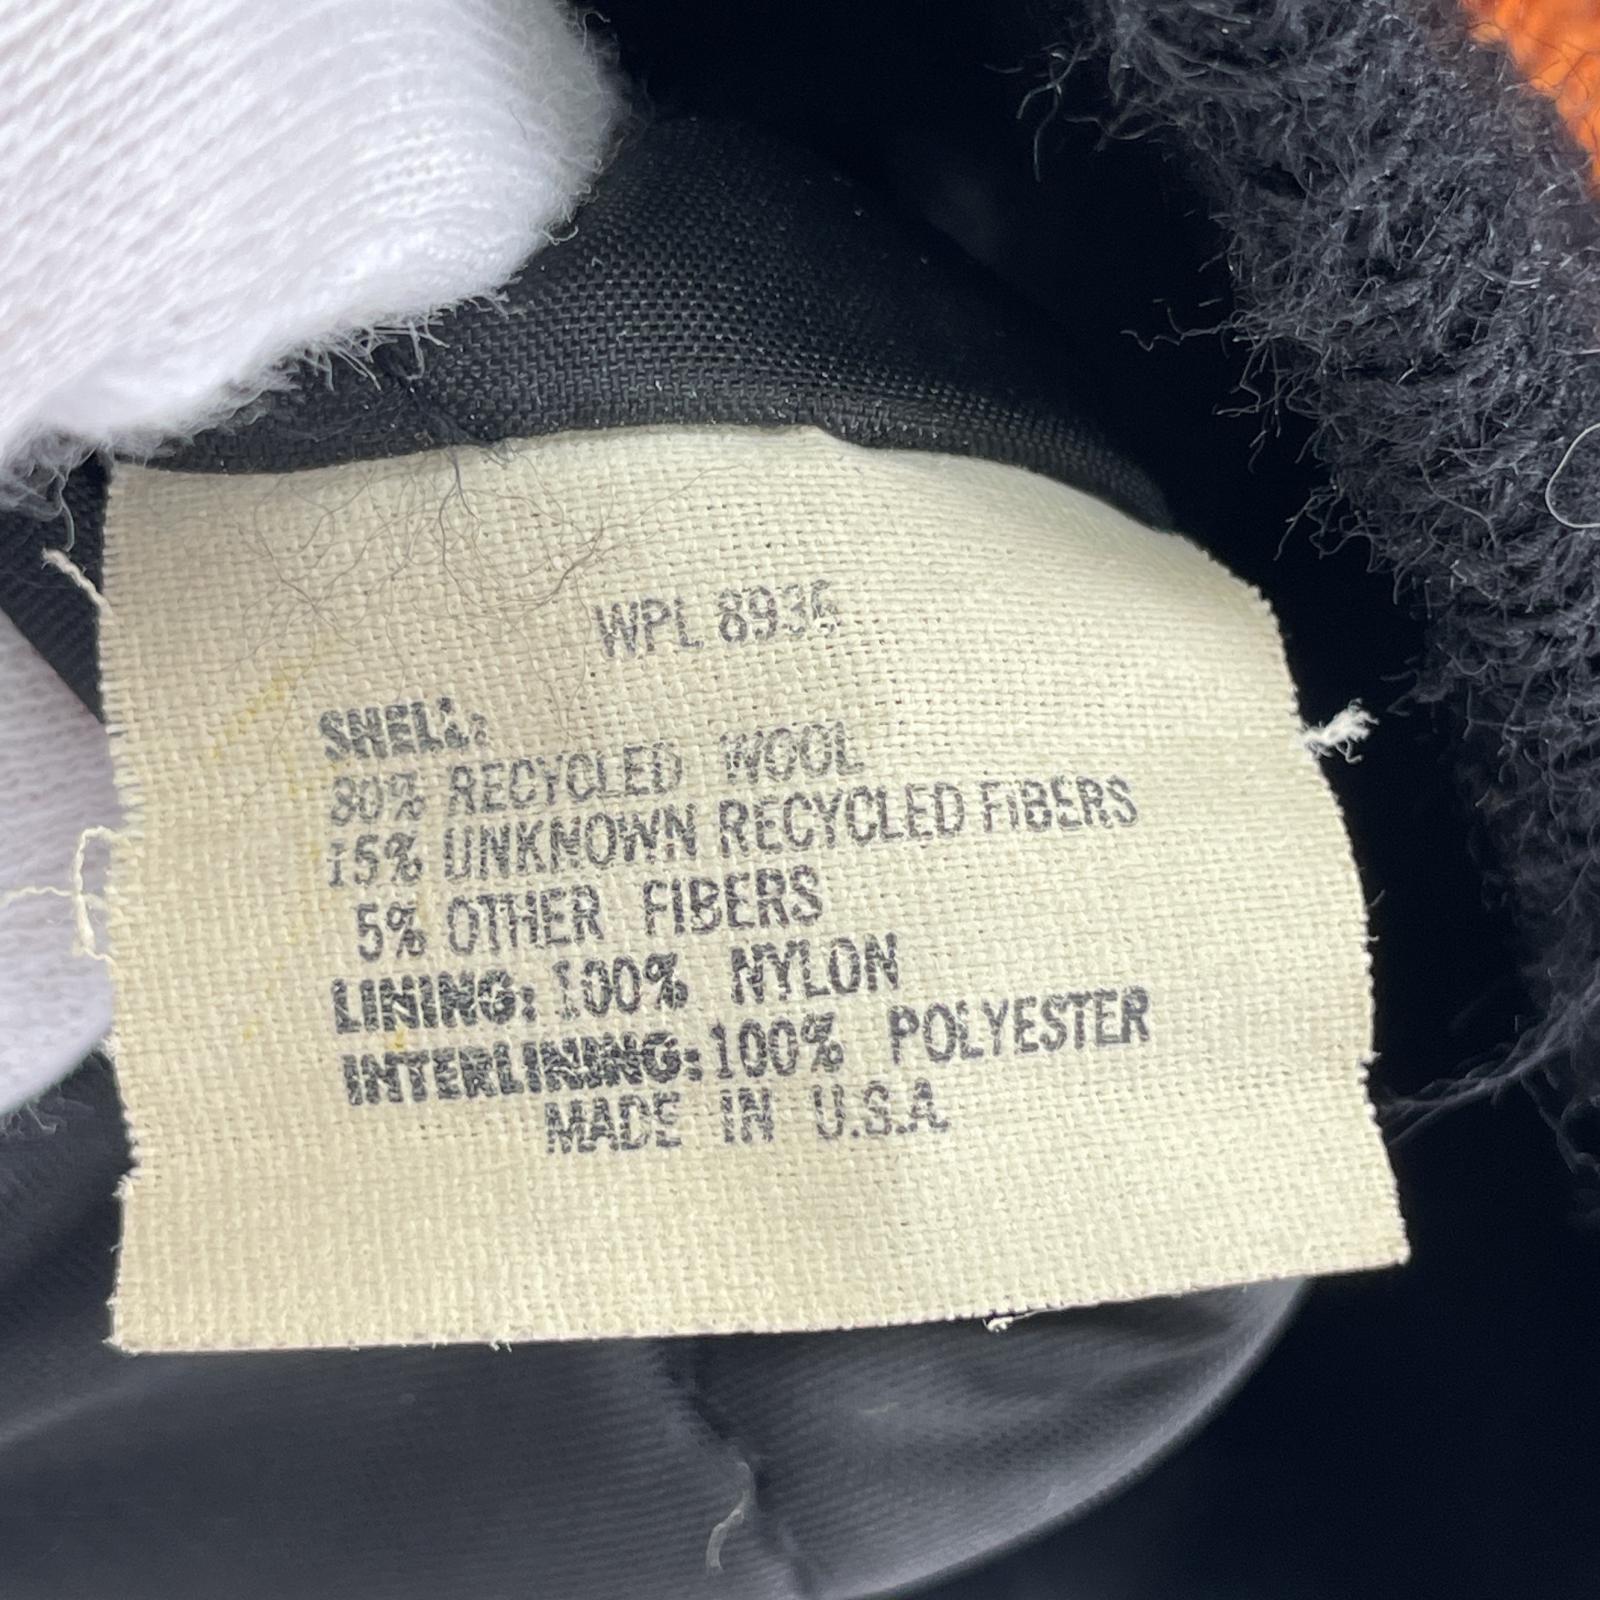 WPL 8936
SHELL:
80% RECYCLED WOOL
15% UNKNOWN RECYCLED FIBERS
5% OTHER FIBERS
LINING: 100% NYLON
INTERLINING: 100% POLYESTER
MADE IN U.S.A.